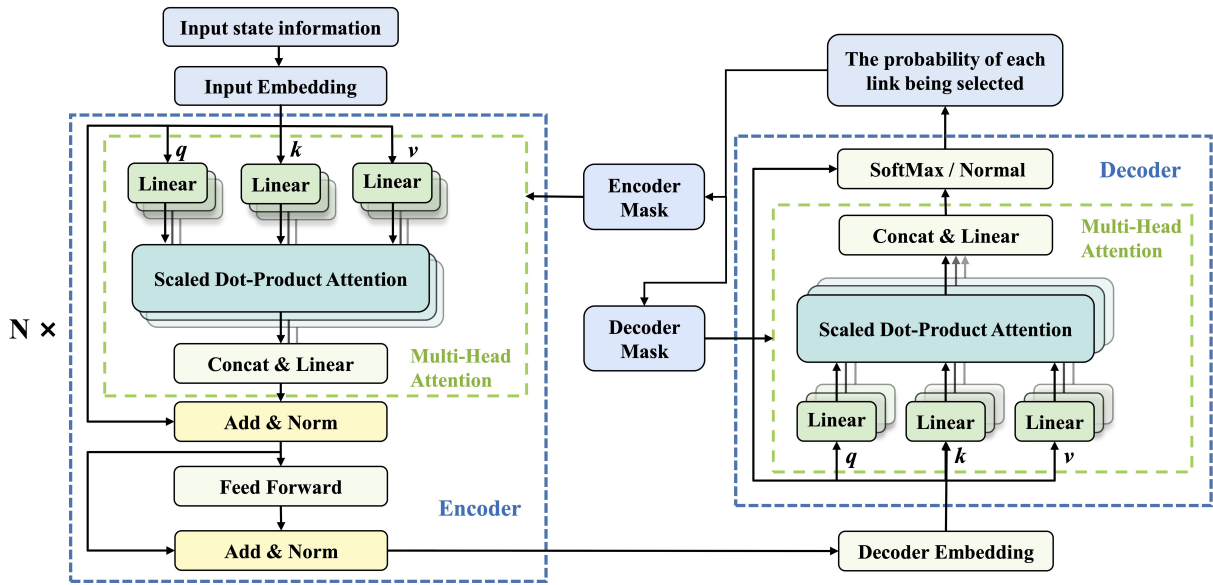 Input state information
Input Embedding
q
k
v
Linear
Linear
Linear
Scaled Dot-Product Attention
Concat & Linear
Multi-Head
Attention
N ×
Add & Norm
Feed Forward
Add & Norm
Encoder
Encoder
Mask
Decoder
Mask
The probability of each
link being selected
SoftMax / Normal
Decoder
Concat & Linear
Multi-Head
Attention
Scaled Dot-Product Attention
Linear
Linear
Linear
q
k
v
Decoder Embedding